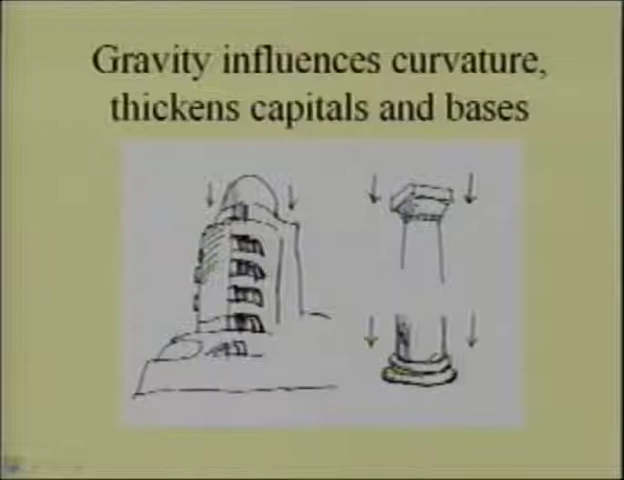 Gravity influences curvature,
thickens capitals and bases